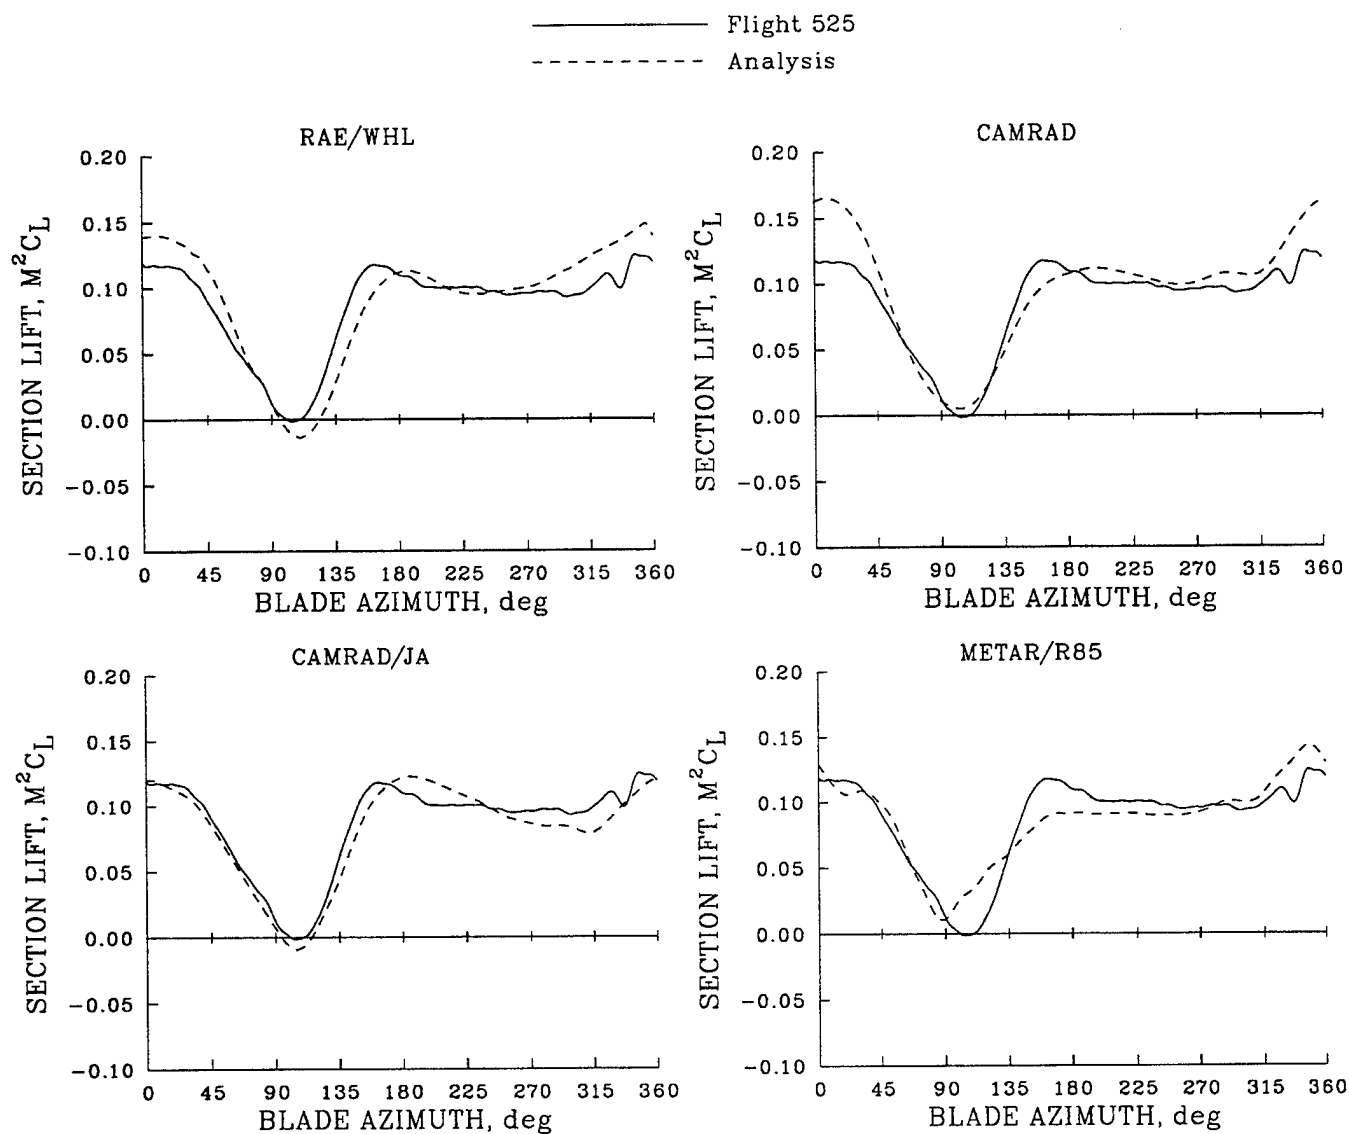 Flight 525
Analysis
RAE/WHL
SECTION LIFT, M²CL
0.20
0.15
0.10
0.05
0.00
−0.05
−0.10
0 45 90 135 180 225 270 315 360
BLADE AZIMUTH, deg
CAMRAD
SECTION LIFT, M²CL
0.20
0.15
0.10
0.05
0.00
−0.05
−0.10
0 45 90 135 180 225 270 315 360
BLADE AZIMUTH, deg
CAMRAD/JA
SECTION LIFT, M²CL
0.20
0.15
0.10
0.05
0.00
−0.05
−0.10
0 45 90 135 180 225 270 315 360
BLADE AZIMUTH, deg
METAR/R85
SECTION LIFT, M²CL
0.20
0.15
0.10
0.05
0.00
−0.05
−0.10
0 45 90 135 180 225 270 315 360
BLADE AZIMUTH, deg